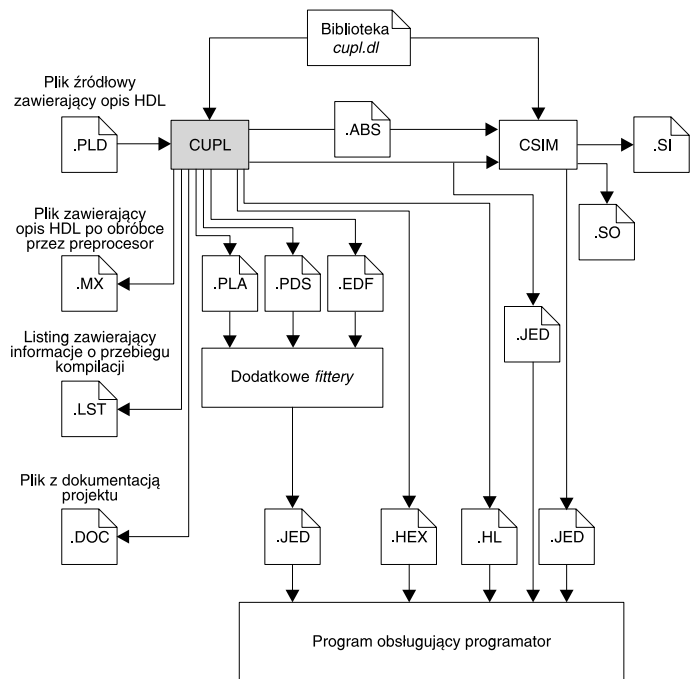 Biblioteka
cupl.dl
Plik źródłowy
zawierający opis HDL
.PLD
CUPL
.ABS
CSIM
.SI
.SO
Plik zawierający
opis HDL po obróbce
przez preprocesor
.MX
.PLA
.PDS
.EDF
.JED
Listing zawierający
informacje o przebiegu
kompilacji
.LST
Dodatkowe fittery
Plik z dokumentacją
projektu
.DOC
.JED
.HEX
.HL
.JED
Program obsługujący programator